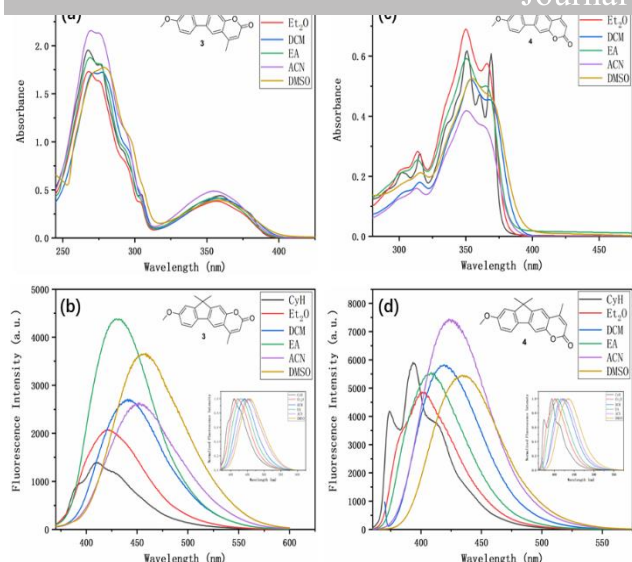 Journal
(a)
O
O
O
3
Et₂O
DCM
EA
ACN
DMSO
2.0
1.5
1.0
0.5
0.0
Absorbance
250
300
350
400
Wavelength (nm)
(c)
O
O
O
4
Et₂O
DCM
EA
ACN
DMSO
0.6
0.4
0.2
0.0
Absorbance
300
350
400
450
Wavelength (nm)
(b)
O
O
O
3
CyH
Et₂O
DCM
EA
ACN
DMSO
5000
4000
3000
2000
1000
0
Fluorescence Intensity (a.u.)
400
450
500
550
600
Wavelength (nm)
(d)
O
O
O
4
CyH
Et₂O
DCM
EA
ACN
DMSO
8000
7000
6000
5000
4000
3000
2000
1000
0
Fluorescence Intensity (a.u.)
400
450
500
550
Wavelength (nm)